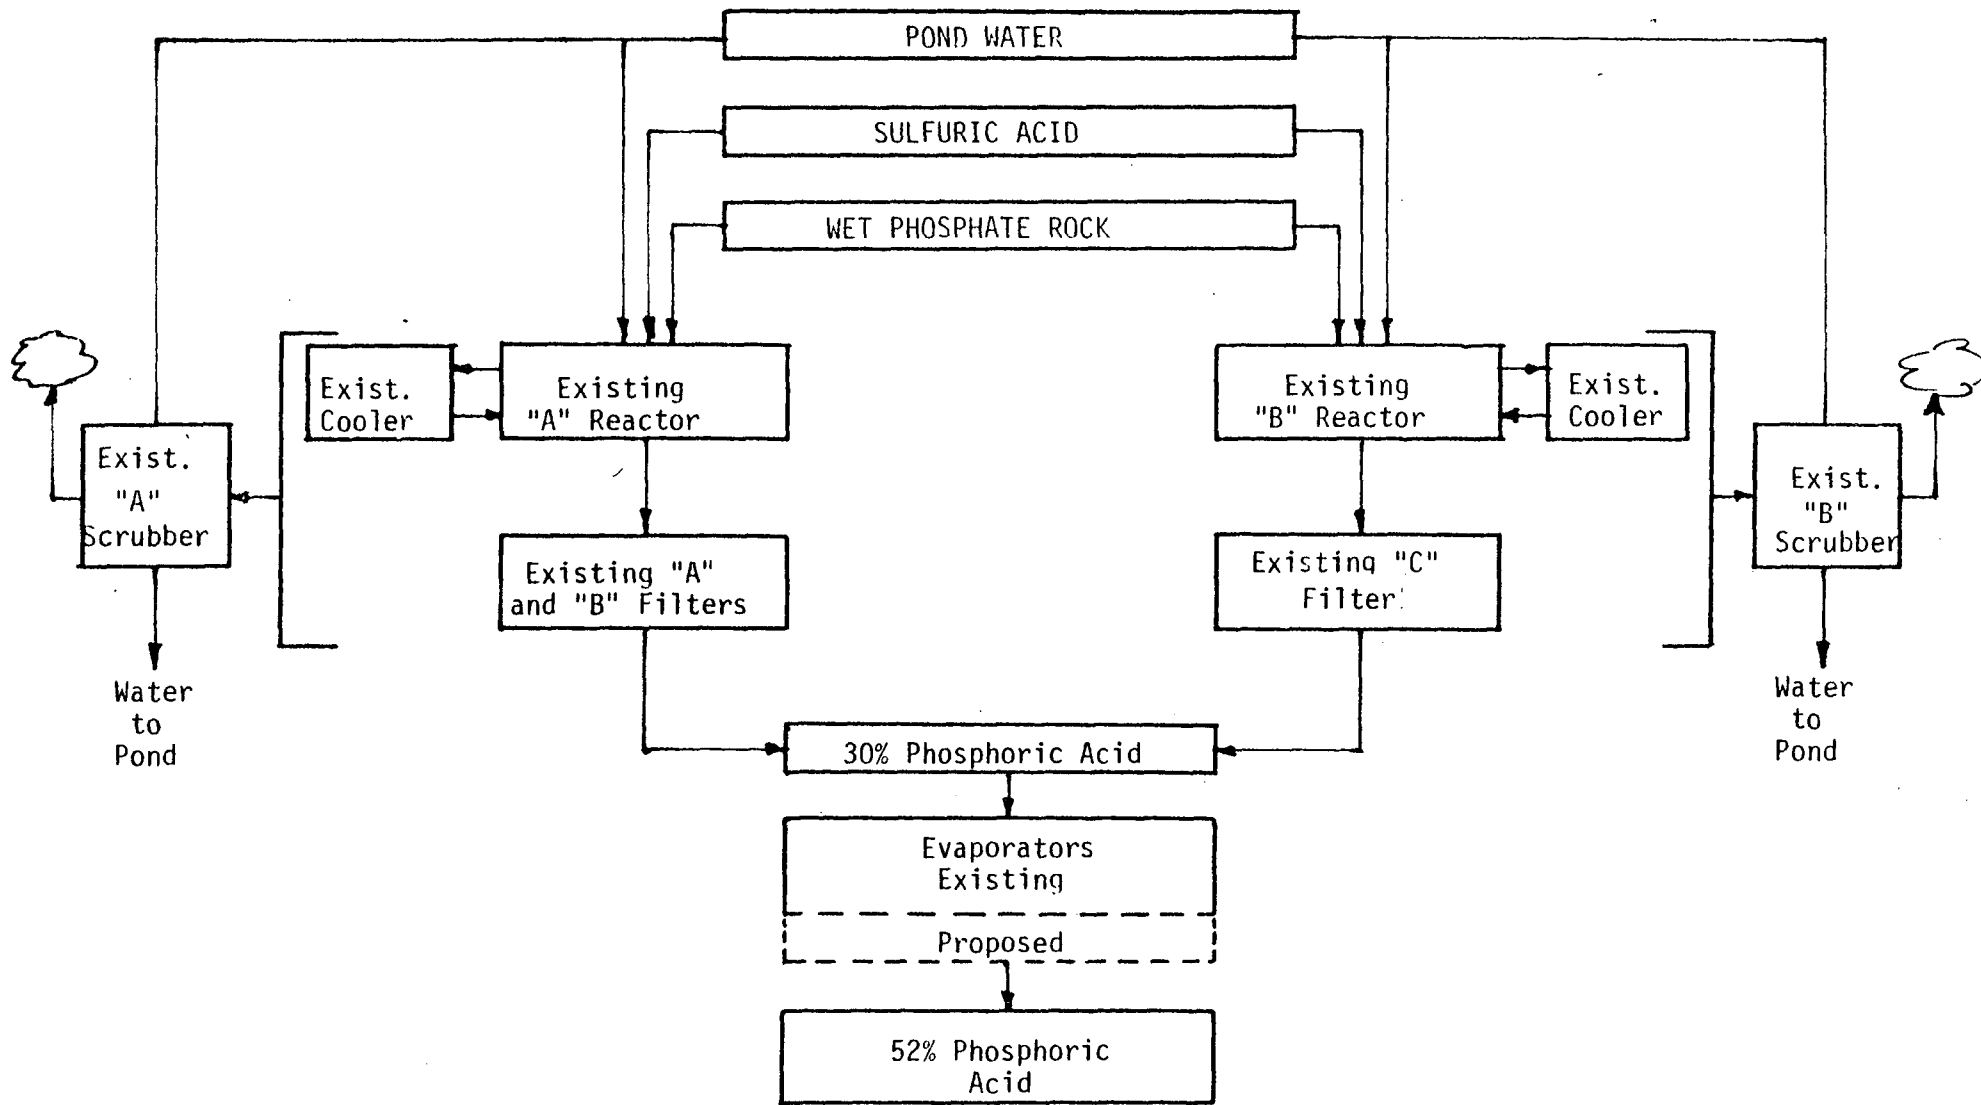 POND WATER
SULFURIC ACID
WET PHOSPHATE ROCK
Exist.
Cooler
Existing
"A" Reactor
Existing
"B" Reactor
Exist.
Cooler
Exist.
"A"
Scrubber
Exist.
"B"
Scrubber
Existing "A"
and "B" Filters
Existing "C"
Filter
Water
to
Pond
Water
to
Pond
30% Phosphoric Acid
Evaporators
Existing
Proposed
52% Phosphoric
Acid